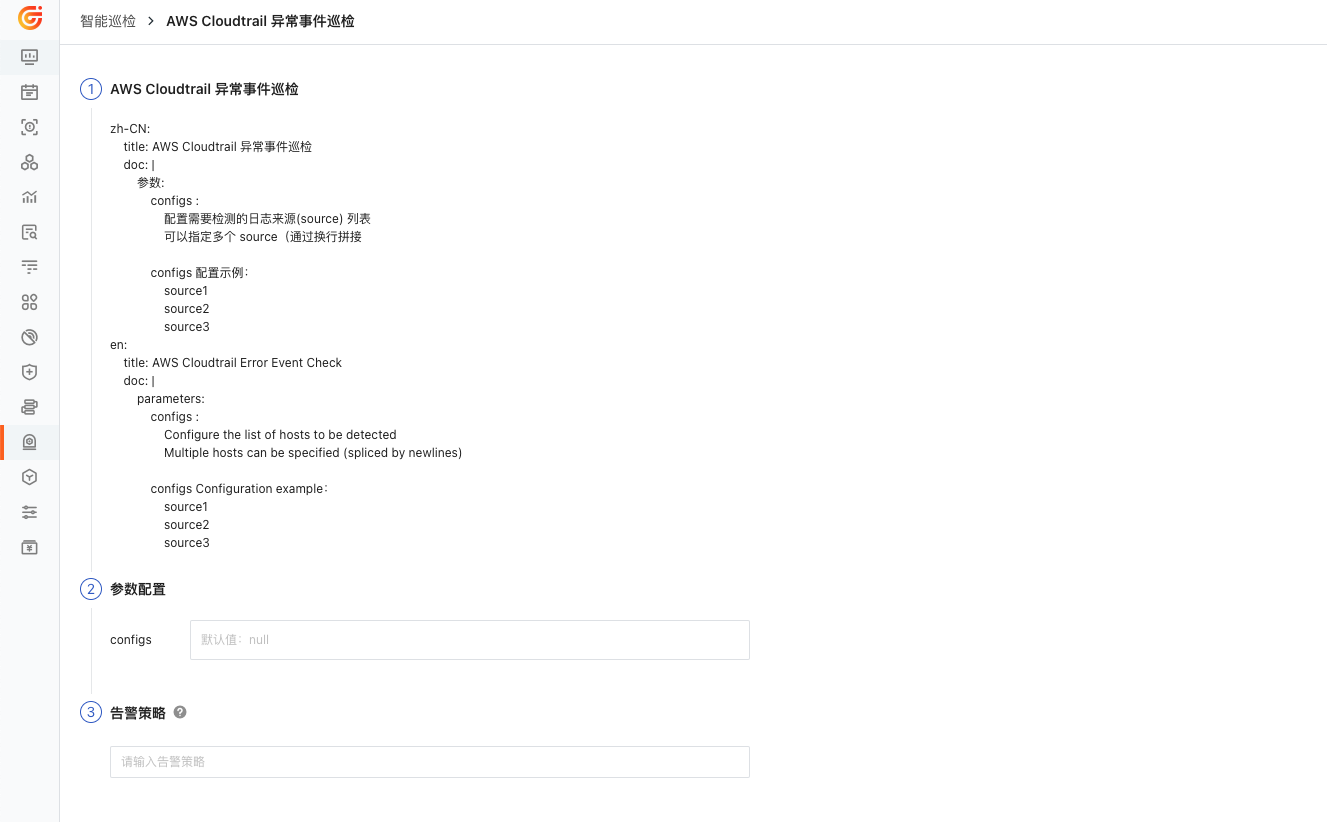 智能巡检 > AWS Cloudtrail 异常事件巡检
1 AWS Cloudtrail 异常事件巡检
zh-CN:
title: AWS Cloudtrail 异常事件巡检
doc: |
参数:
configs :
配置需要检测的日志来源(source) 列表
可以指定多个 source（通过换行拼接
configs 配置示例：
source1
source2
source3
en:
title: AWS Cloudtrail Error Event Check
doc: |
parameters:
configs :
Configure the list of hosts to be detected
Multiple hosts can be specified (spliced by newlines)
configs Configuration example：
source1
source2
source3
2 参数配置
configs 默认值：null
3 告警策略 ?
请输入告警策略